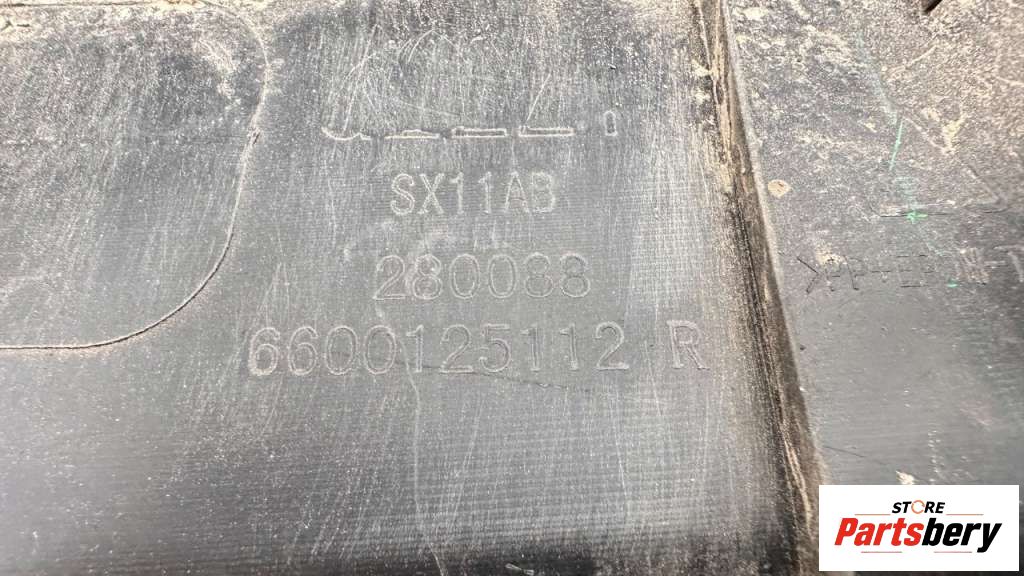 SX11AB
280088
6600125112 R
STORE
Partsbery